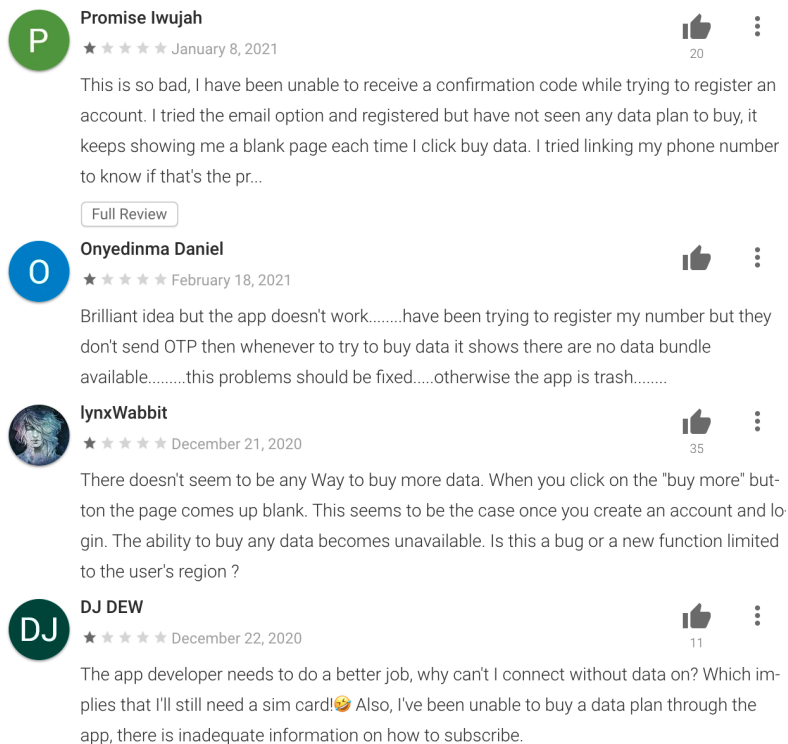 P
Promise Iwujah
January 8, 2021
20
This is so bad, I have been unable to receive a confirmation code while trying to register an
account. I tried the email option and registered but have not seen any data plan to buy, it
keeps showing me a blank page each time I click buy data. I tried linking my phone number
to know if that's the pr...
Full Review
O
Onyedinma Daniel
February 18, 2021
Brilliant idea but the app doesn't work........have been trying to register my number but they
don't send OTP then whenever to try to buy data it shows there are no data bundle
available.........this problems should be fixed.....otherwise the app is trash........
lynxWabbit
December 21, 2020
35
There doesn't seem to be any Way to buy more data. When you click on the "buy more" but-
ton the page comes up blank. This seems to be the case once you create an account and lo-
gin. The ability to buy any data becomes unavailable. Is this a bug or a new function limited
to the user's region ?
DJ
DJ DEW
December 22, 2020
11
The app developer needs to do a better job, why can't I connect without data on? Which im-
plies that I'll still need a sim card!🤣 Also, I've been unable to buy a data plan through the
app, there is inadequate information on how to subscribe.